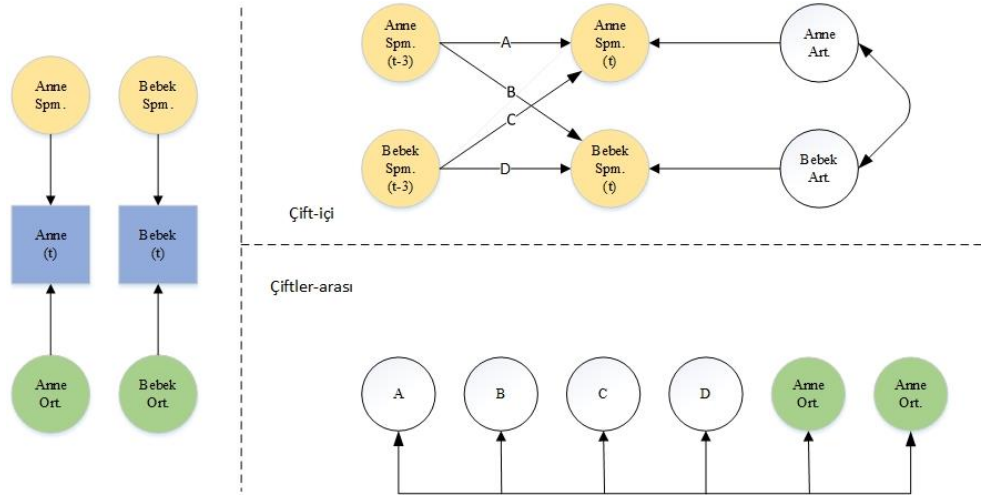 Anne
Spm.
Bebek
Spm.
Anne
(t)
Bebek
(t)
Anne
Ort.
Bebek
Ort.
Anne
Spm.
(t-3)
A
Anne
Spm.
(t)
Anne
Art.
B
C
Bebek
Spm.
(t-3)
D
Bebek
Spm.
(t)
Bebek
Art.
Çift-içi
Çiftler-arası
A
B
C
D
Anne
Ort.
Anne
Ort.